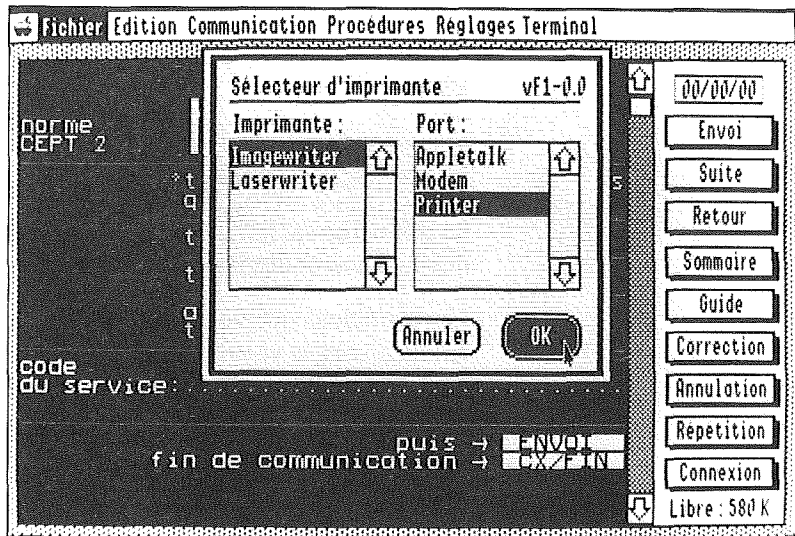 Fichier Edition Communication Procédures Réglages Terminal
Sélecteur d'imprimante vF1-0.0
Imprimante : Port :
Imagewriter
Laserwriter
Appletalk
Modem
Printer
Annuler OK
norme
CEPT 2
*t s
q
t
t
q
t
code
du service:
puis → ENVOI
fin de communication → CX/FIN
00/00/00
Envoi
Suite
Retour
Sommaire
Guide
Correction
Annulation
Répétition
Connexion
Libre : 580 K